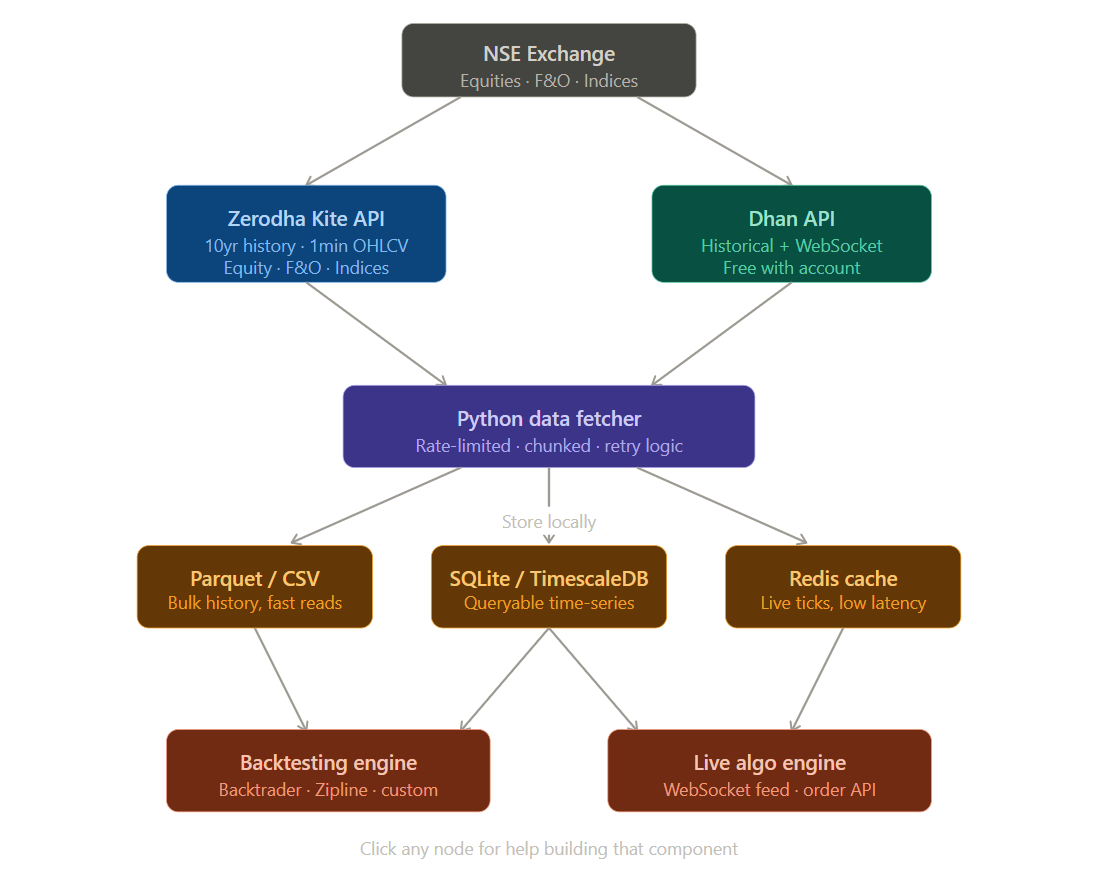 NSE Exchange
Equities · F&O · Indices
Zerodha Kite API
10yr history · 1min OHLCV
Equity · F&O · Indices
Dhan API
Historical + WebSocket
Free with account
Python data fetcher
Rate-limited · chunked · retry logic
Store locally
Parquet / CSV
Bulk history, fast reads
SQLite / TimescaleDB
Queryable time-series
Redis cache
Live ticks, low latency
Backtesting engine
Backtrader · Zipline · custom
Live algo engine
WebSocket feed · order API
Click any node for help building that component